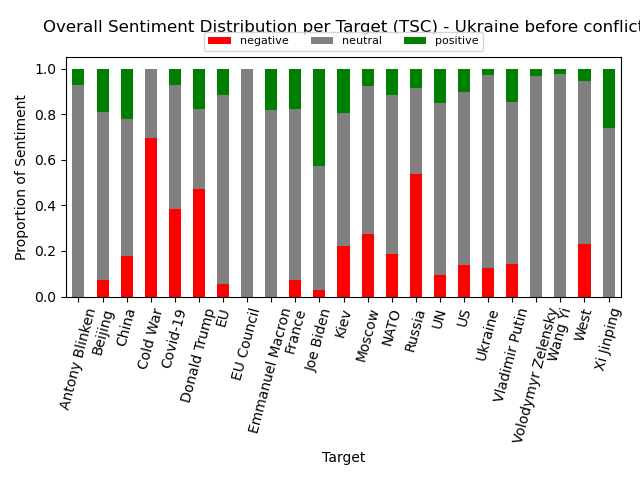 Overall Sentiment Distribution per Target (TSC) - Ukraine before conflict
negative neutral positive
1.0
0.8
0.6
0.4
0.2
0.0
Proportion of Sentiment
Antony Blinken
Beijing
China
Cold War
Covid-19
Donald Trump
EU
EU Council
Emmanuel Macron
France
Joe Biden
Kiev
Moscow
NATO
Russia
UN
US
Ukraine
Vladimir Putin
Volodymyr Zelensky
Wang Yi
West
Xi Jinping
Target